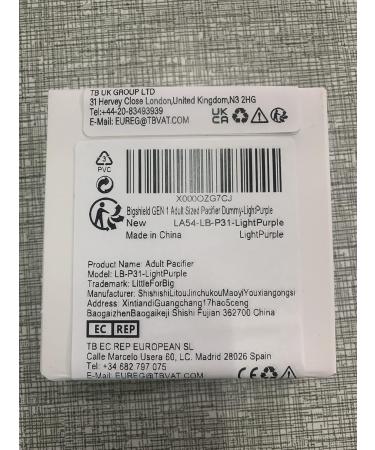 TB UK GROUP LTD
31 Hervey Close London,United Kingdom,N3 2HG
Tel:+44-20-83493939
E-Mail: EUREG@TBVAT.COM
UK
CA
3
PVC
X000OZG7CJ
Bigshield GEN 1 Adult Sized Pacifier Dummy-LightPurple
New LA54-LB-P31-LightPurple
Made in China LightPurple
Product Name: Adult Pacifier
Model: LB-P31-LightPurple
Trademark: LittleForBig
Manufacturer: ShishishiLitouJinchukouMaoyiYouxiangongsi
Address: XintiandiGuangchang17hao5ceng
BaogaizhenBaogaikeji Shishi Fujian 362700 China
EC REP
TB EC REP EUROPEAN SL
Calle Marcelo Usera 60, LC. Madrid 28026 Spain
Tel: +34 682 797 075
E-Mail: EUREG@TBVAT.COM
CE